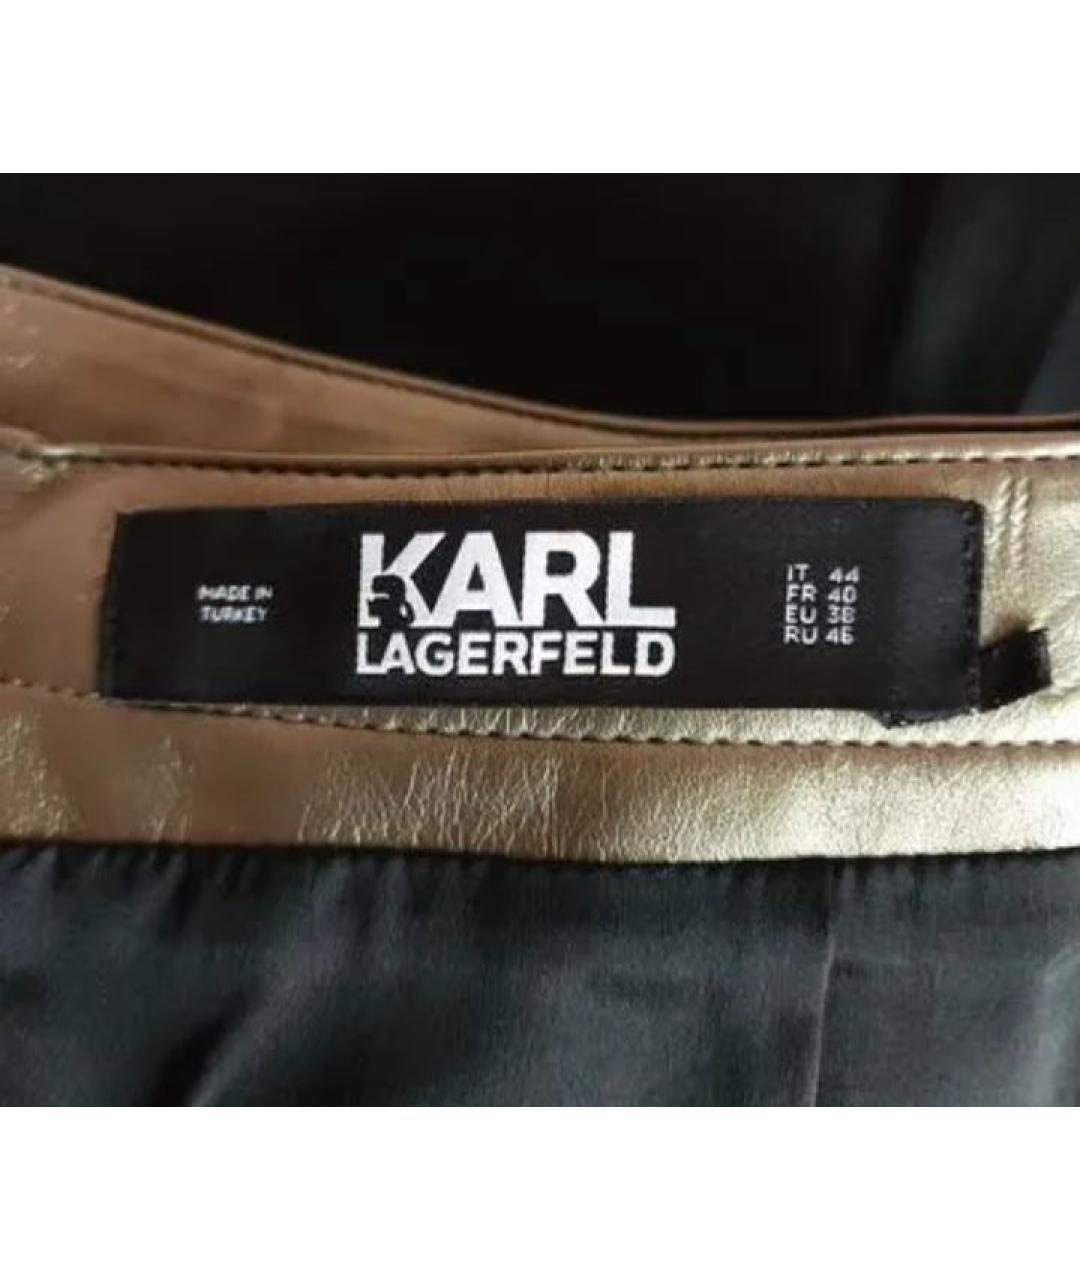 MADE IN
TURKEY
KARL
LAGERFELD
IT 44
FR 40
EU 38
RU 46